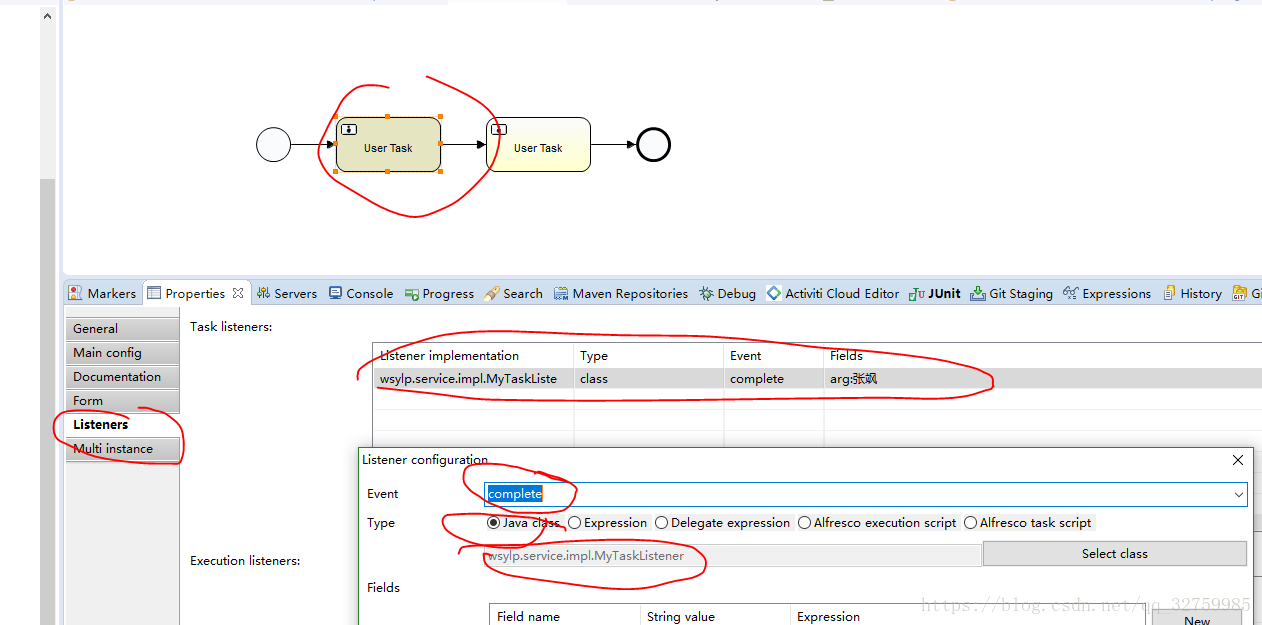 User Task
User Task
Markers Properties Servers Console Progress Search Maven Repositories Debug Activiti Cloud Editor JUnit Git Staging Expressions History
General
Main config
Documentation
Form
Listeners
Multi instance
Task listeners:
Listener implementation Type Event Fields
wsylp.service.impl.MyTaskListe class complete arg:张飒
Listener configuration
Event complete
Type Java class Expression Delegate expression Alfresco execution script Alfresco task script
wsylp.service.impl.MyTaskListener Select class
Execution listeners:
Fields
Field name String value Expression
New
https://blog.csdn.net/qq_32759985